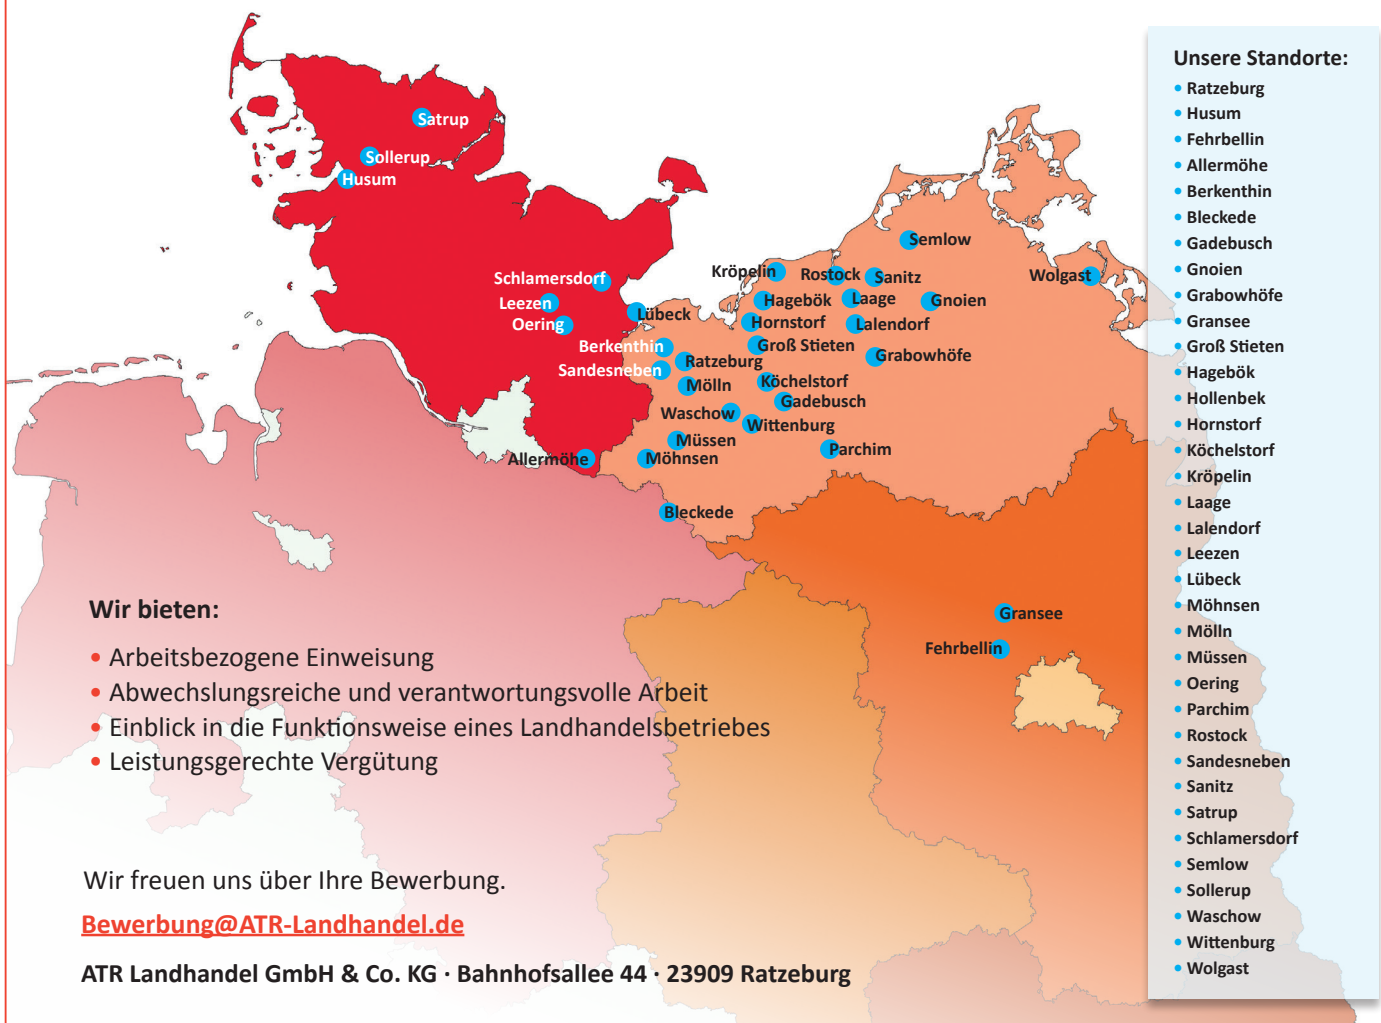 Satrup
Sollerup
Husum
Semlow
Schlamersdorf
Kröpelin
Rostock
Sanitz
Wolgast
Leezen
Hagebök
Laage
Gnoien
Oering
Lübeck
Hornstorf
Lalendorf
Berkenthin
Groß Stieten
Ratzeburg
Grabowhöfe
Sandesneben
Mölln
Köchelstorf
Gadebusch
Waschow
Wittenburg
Müssen
Parchim
Allermöhe
Möhnsen
Bleckede
Gransee
Fehrbellin
Wir bieten:
• Arbeitsbezogene Einweisung
• Abwechslungsreiche und verantwortungsvolle Arbeit
• Einblick in die Funktionsweise eines Landhandelsbetriebes
• Leistungsgerechte Vergütung
Wir freuen uns über Ihre Bewerbung.
Bewerbung@ATR-Landhandel.de
ATR Landhandel GmbH & Co. KG · Bahnhofsallee 44 · 23909 Ratzeburg
Unsere Standorte:
• Ratzeburg
• Husum
• Fehrbellin
• Allermöhe
• Berkenthin
• Bleckede
• Gadebusch
• Gnoien
• Grabowhöfe
• Gransee
• Groß Stieten
• Hagebök
• Hollenbek
• Hornstorf
• Köchelstorf
• Kröpelin
• Laage
• Lalendorf
• Leezen
• Lübeck
• Möhnsen
• Mölln
• Müssen
• Oering
• Parchim
• Rostock
• Sandesneben
• Sanitz
• Satrup
• Schlamersdorf
• Semlow
• Sollerup
• Waschow
• Wittenburg
• Wolgast